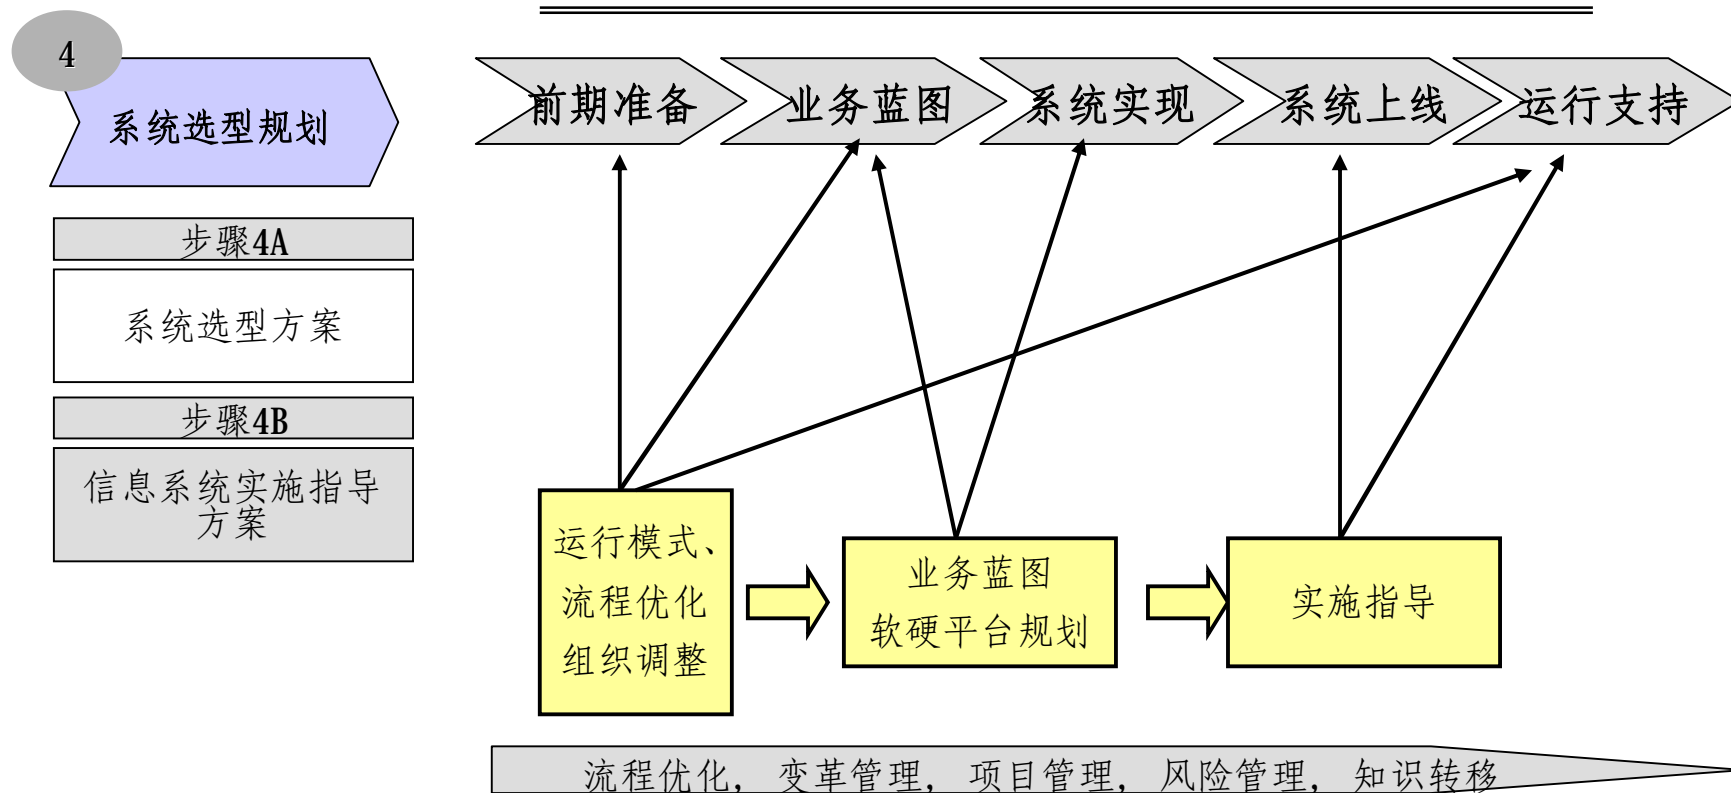 4
系统选型规划
前期准备
业务蓝图
系统实现
系统上线
运行支持
步骤4A
系统选型方案
步骤4B
信息系统实施指导
方案
运行模式、
流程优化
组织调整
业务蓝图
软硬平台规划
实施指导
流程优化，变革管理，项目管理，风险管理，知识转移